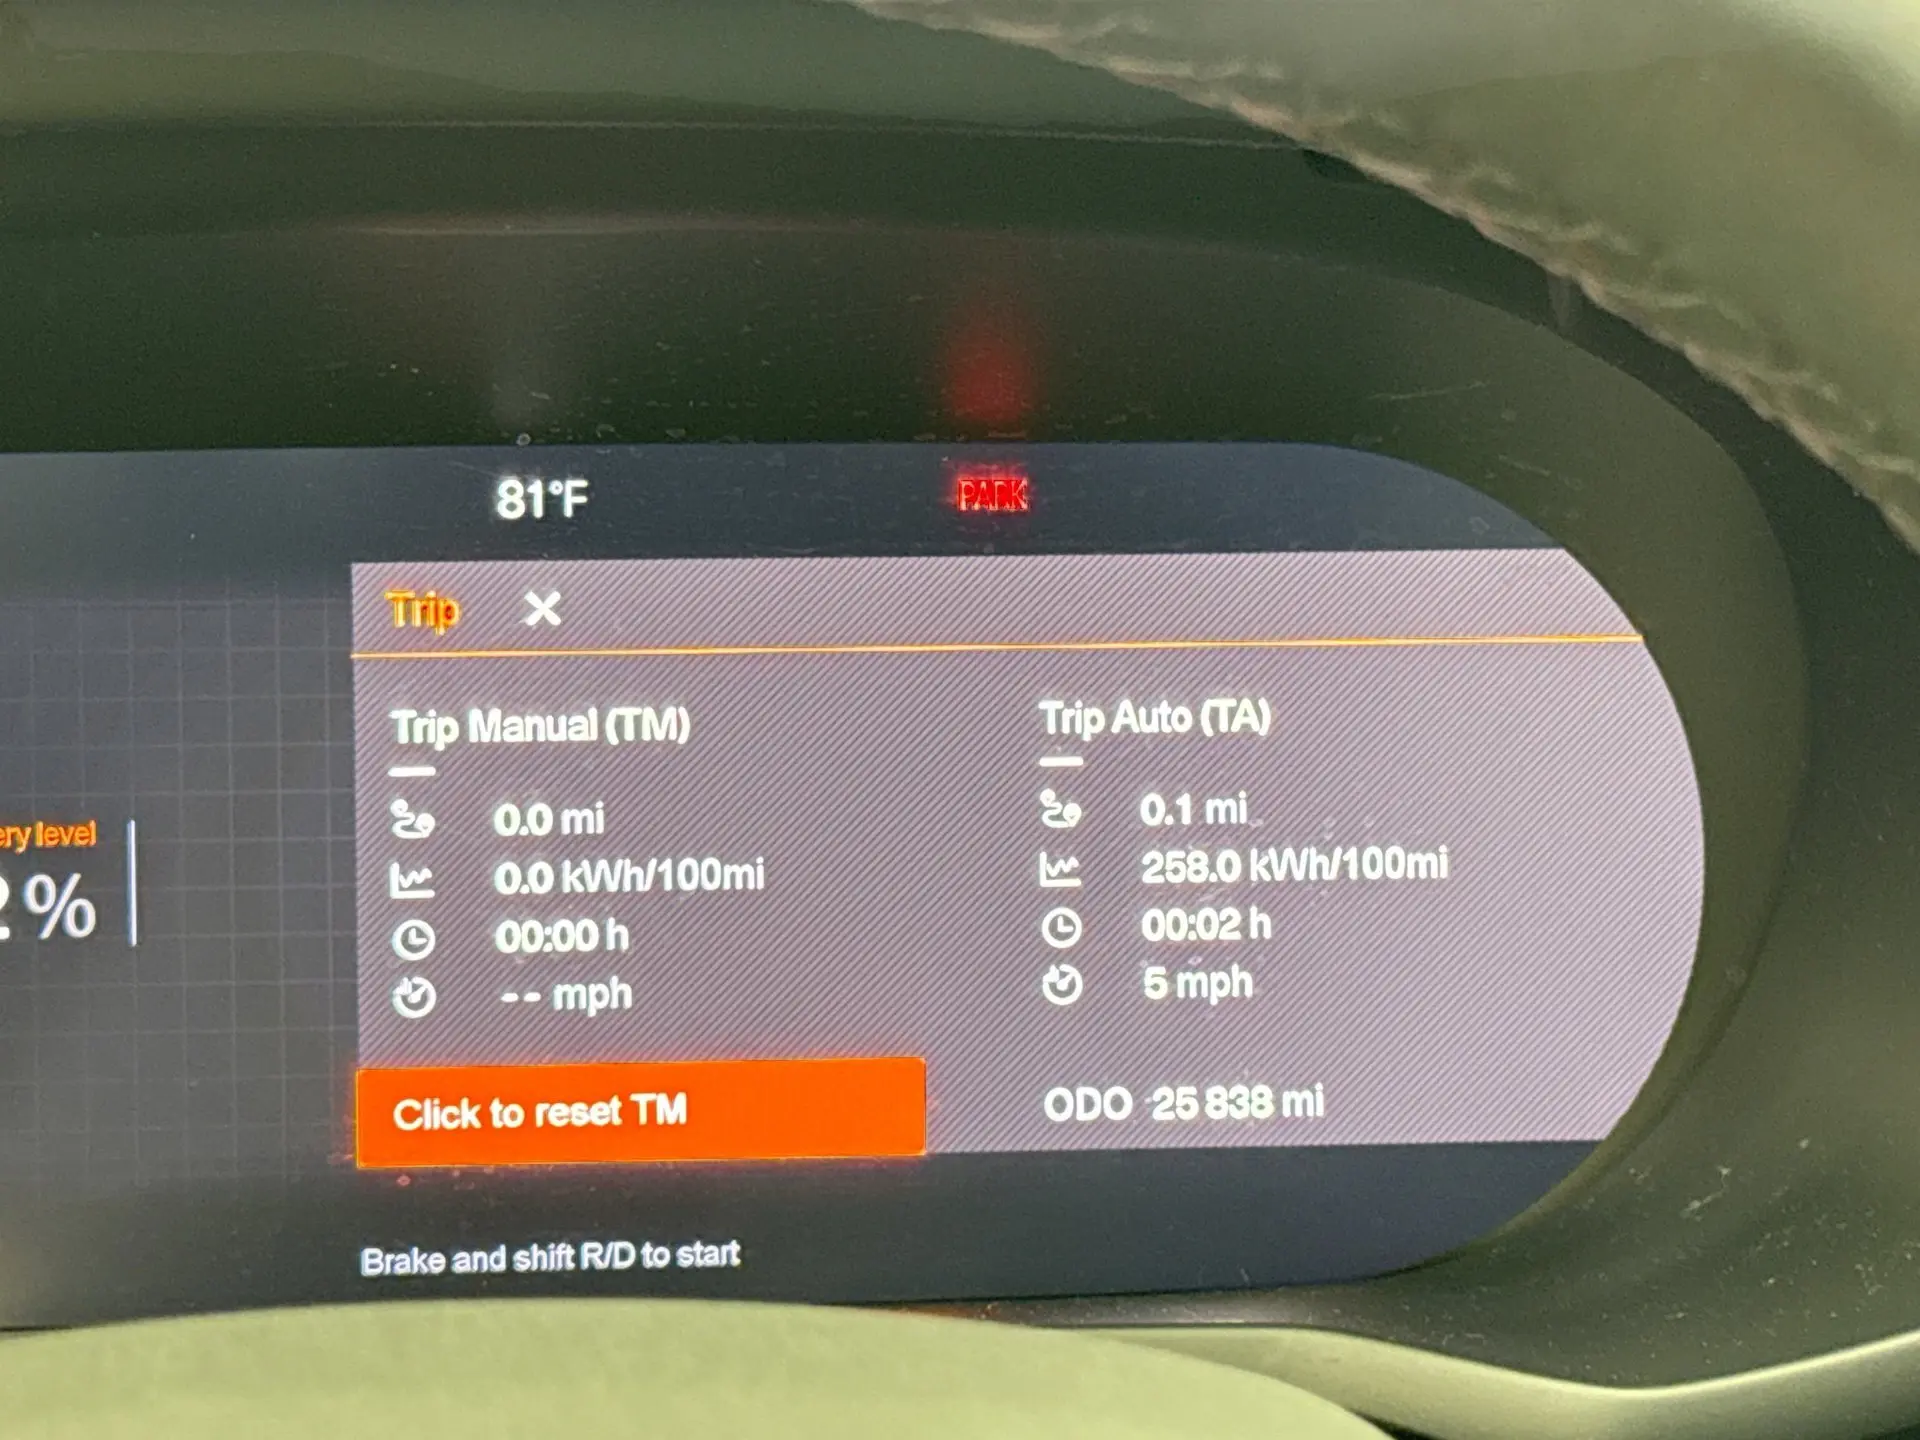 81°F
PARK
Trip
Trip Manual (TM)
0.0 mi
0.0 kWh/100mi
00:00 h
-- mph
Click to reset TM
Trip Auto (TA)
0.1 mi
258.0 kWh/100mi
00:02 h
5 mph
ODO 25 838 mi
ery level
%
Brake and shift R/D to start